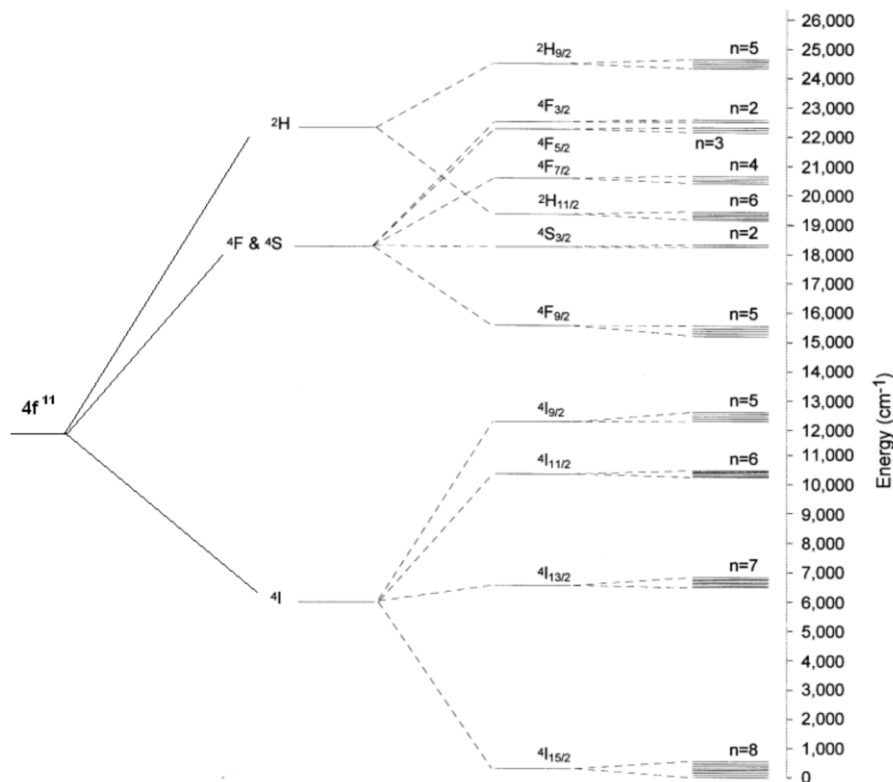 26,000
²H₉/₂ n=5 25,000
24,000
⁴F₃/₂ n=2 23,000
²H 22,000
⁴F₅/₂ n=3
⁴F₇/₂ n=4 21,000
20,000
²H₁₁/₂ n=6 19,000
⁴F & ⁴S ⁴S₃/₂ n=2 18,000
17,000
16,000
⁴F₉/₂ n=5 15,000
14,000
⁴I₉/₂ n=5 13,000
4f ¹¹ 12,000
⁴I₁₁/₂ n=6 11,000
10,000
9,000
8,000
⁴I₁₃/₂ n=7 7,000
⁴I 6,000
5,000
4,000
3,000
2,000
⁴I₁₅/₂ n=8 1,000
0
Energy (cm⁻¹)